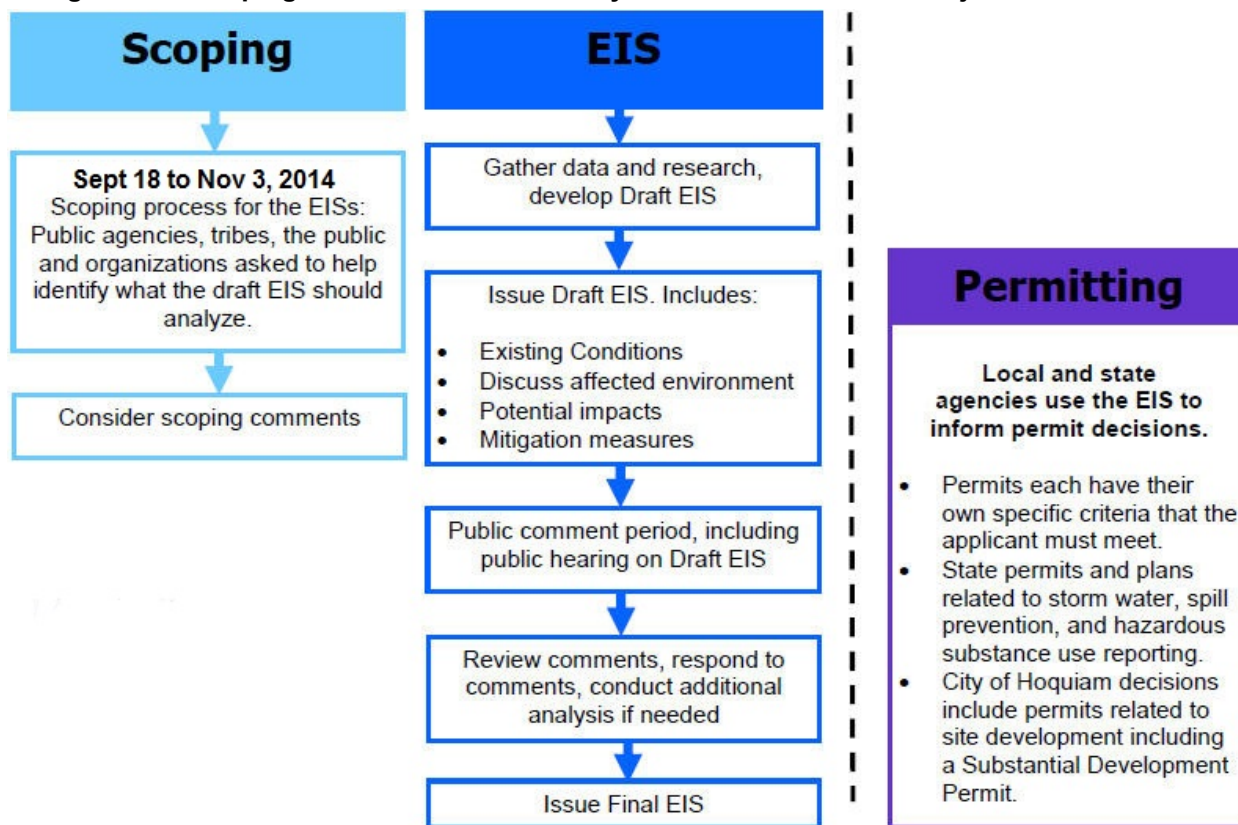 Scoping
Sept 18 to Nov 3, 2014
Scoping process for the EISs:
Public agencies, tribes, the public
and organizations asked to help
identify what the draft EIS should
analyze.
Consider scoping comments
EIS
Gather data and research,
develop Draft EIS
Issue Draft EIS. Includes:
• Existing Conditions
• Discuss affected environment
• Potential impacts
• Mitigation measures
Public comment period, including
public hearing on Draft EIS
Review comments, respond to
comments, conduct additional
analysis if needed
Issue Final EIS
Permitting
Local and state
agencies use the EIS to
inform permit decisions.
• Permits each have their
own specific criteria that the
applicant must meet.
• State permits and plans
related to storm water, spill
prevention, and hazardous
substance use reporting.
• City of Hoquiam decisions
include permits related to
site development including
a Substantial Development
Permit.